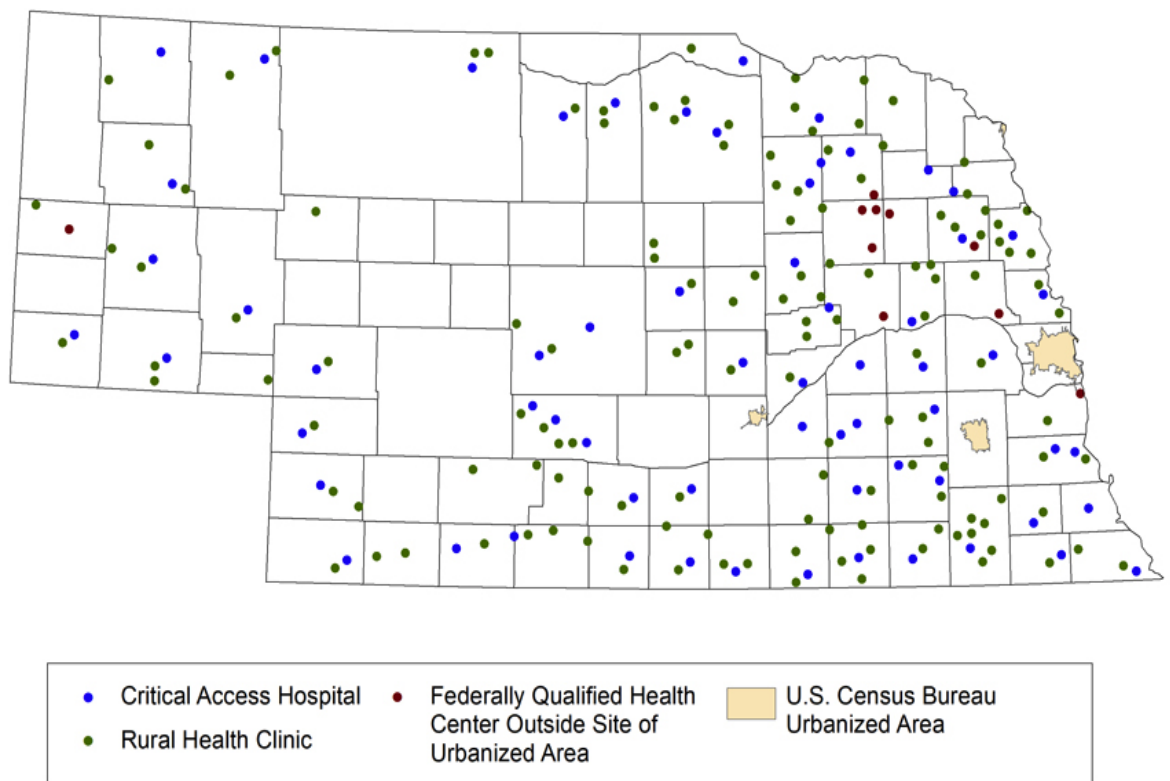 Critical Access Hospital
Rural Health Clinic
Federally Qualified Health
Center Outside Site of
Urbanized Area
U.S. Census Bureau
Urbanized Area